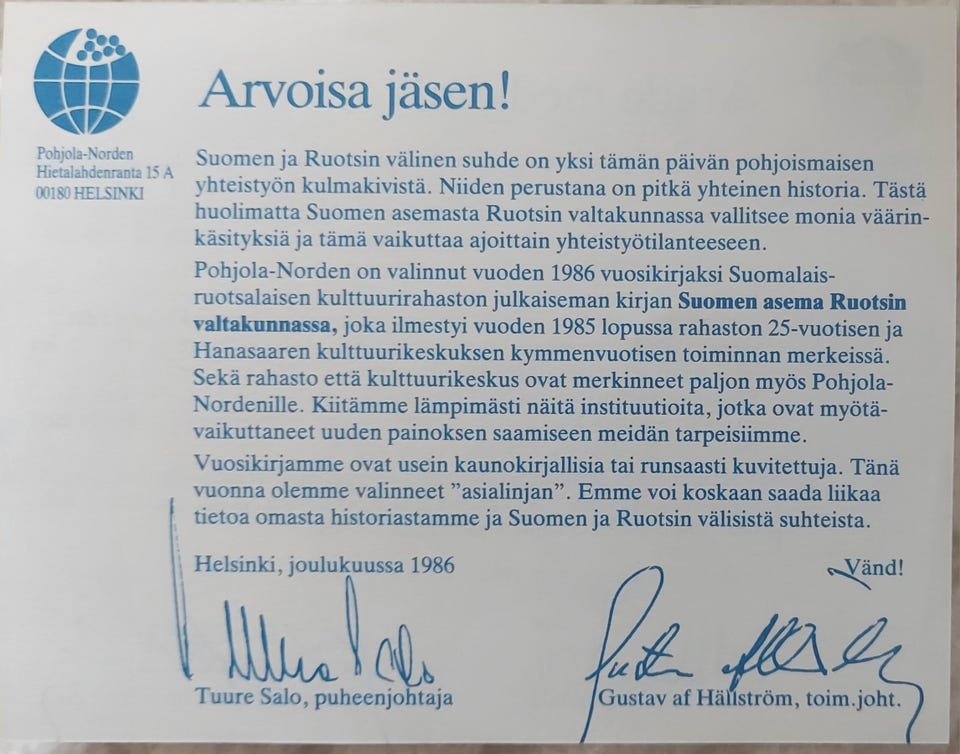 Arvoisa jäsen!
Pohjola-Norden
Hietalahdenranta 15 A
00180 HELSINKI
Suomen ja Ruotsin välinen suhde on yksi tämän päivän pohjoismaisen
yhteistyön kulmakivistä. Niiden perustana on pitkä yhteinen historia. Tästä
huolimatta Suomen asemasta Ruotsin valtakunnassa vallitsee monia väärin-
käsityksiä ja tämä vaikuttaa ajoittain yhteistyötilanteeseen.
Pohjola-Norden on valinnut vuoden 1986 vuosikirjaksi Suomalais-
ruotsalaisen kulttuurirahaston julkaiseman kirjan Suomen asema Ruotsin
valtakunnassa, joka ilmestyi vuoden 1985 lopussa rahaston 25-vuotisen ja
Hanasaaren kulttuurikeskuksen kymmenvuotisen toiminnan merkeissä.
Sekä rahasto että kulttuurikeskus ovat merkinneet paljon myös Pohjola-
Nordenille. Kiitämme lämpimästi näitä instituutioita, jotka ovat myötä-
vaikuttaneet uuden painoksen saamiseen meidän tarpeisiimme.
Vuosikirjamme ovat usein kaunokirjallisia tai runsaasti kuvitettuja. Tänä
vuonna olemme valinneet ”asialinjan”. Emme voi koskaan saada liikaa
tietoa omasta historiastamme ja Suomen ja Ruotsin välisistä suhteista.
Helsinki, joulukuussa 1986
Vänd!
Tuure Salo, puheenjohtaja
Gustav af Hällström, toim.joht.